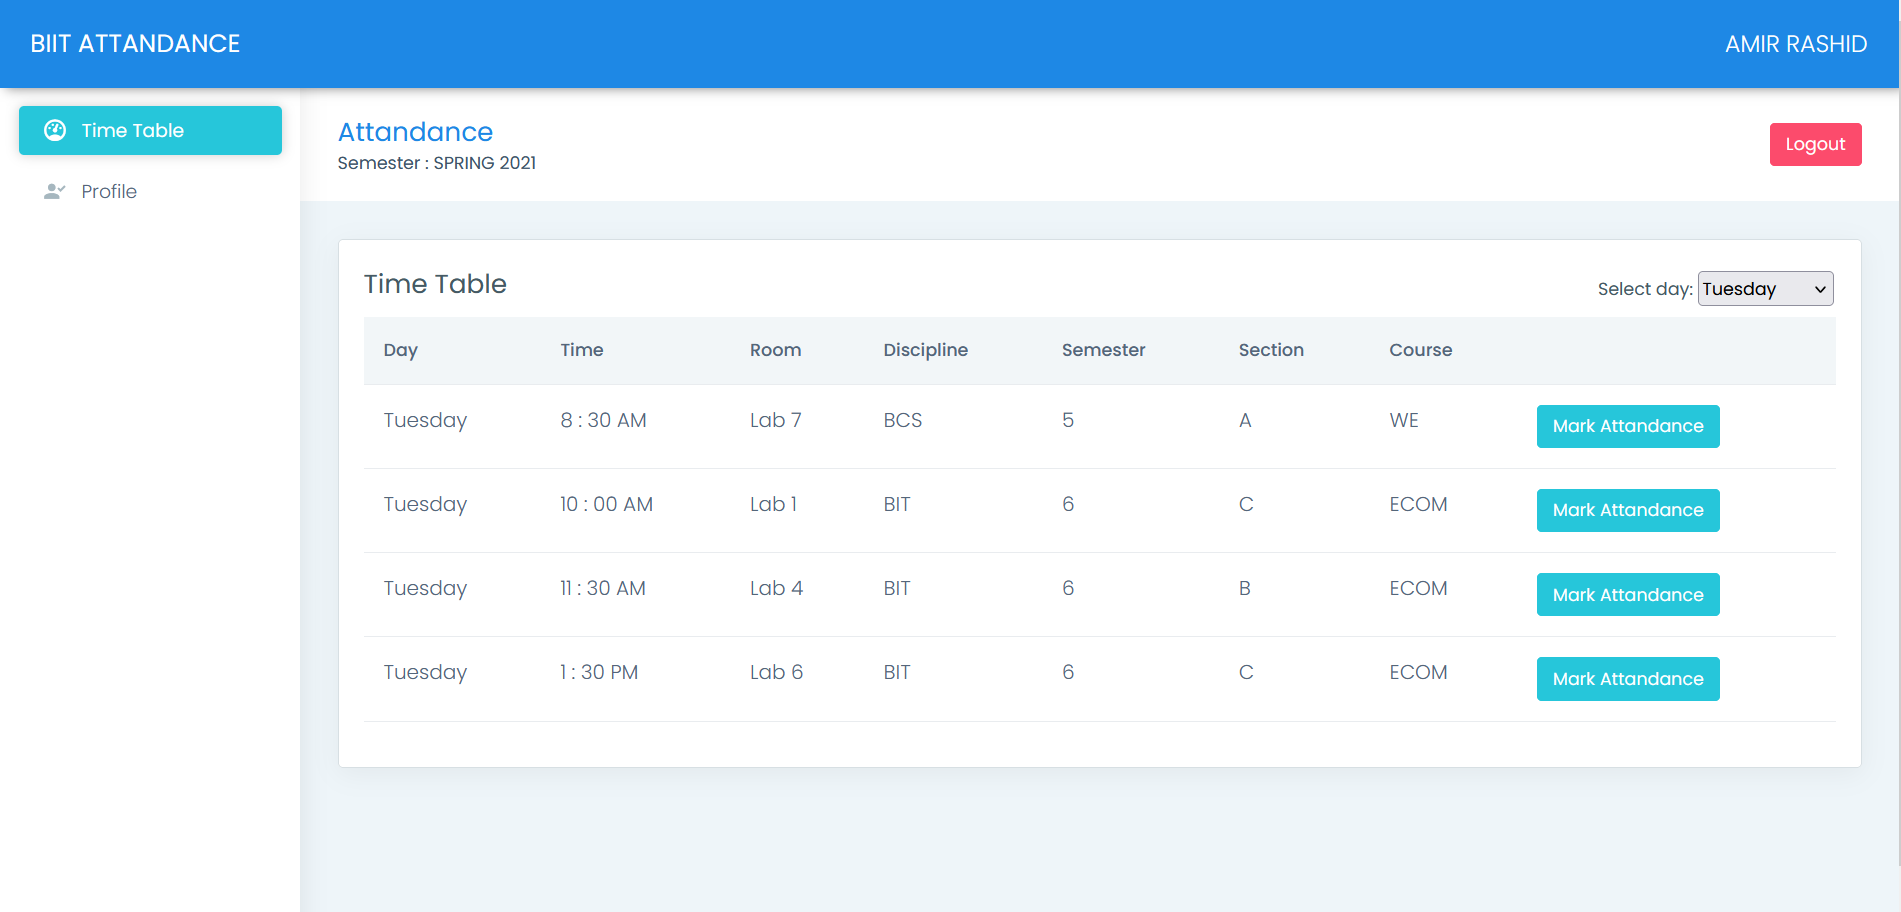 BIIT ATTANDANCE
AMIR RASHID
Time Table
Profile
Attandance
Semester : SPRING 2021
Logout
Time Table
Select day: Tuesday
Day Time Room Discipline Semester Section Course
Tuesday 8 : 30 AM Lab 7 BCS 5 A WE Mark Attandance
Tuesday 10 : 00 AM Lab 1 BIT 6 C ECOM Mark Attandance
Tuesday 11 : 30 AM Lab 4 BIT 6 B ECOM Mark Attandance
Tuesday 1 : 30 PM Lab 6 BIT 6 C ECOM Mark Attandance